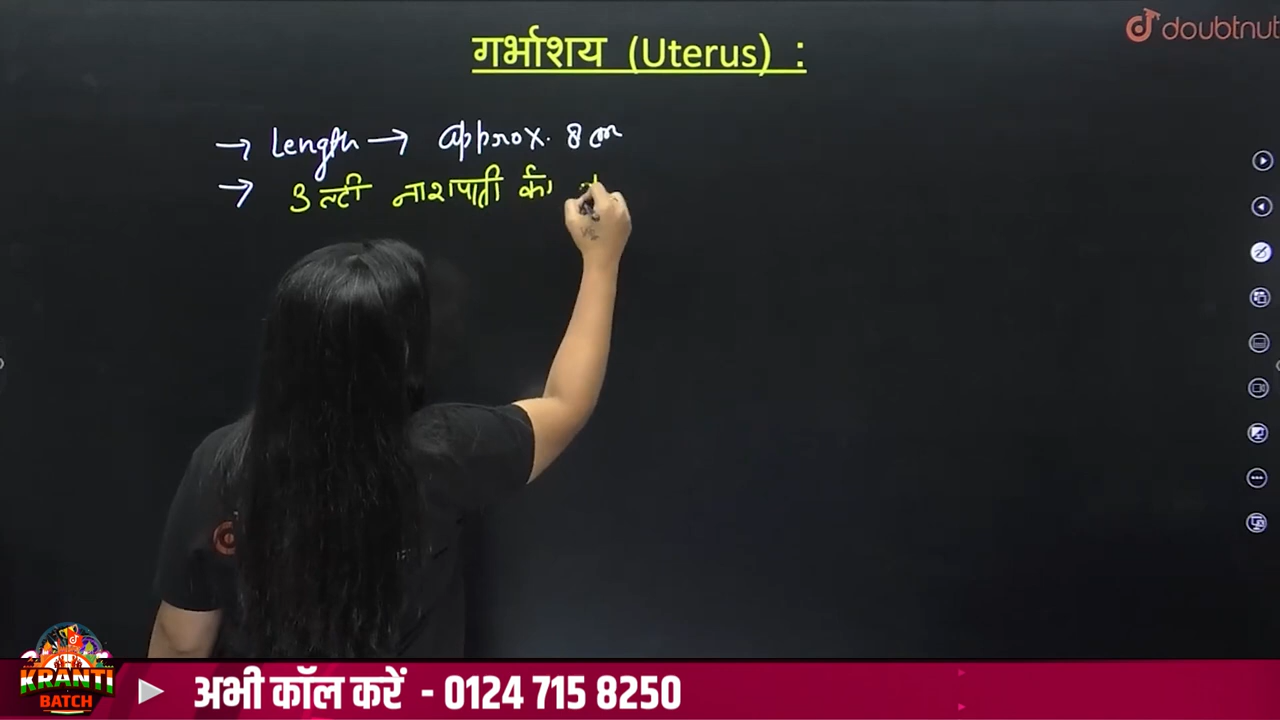 doubtnut
गर्भाशय (Uterus) :
→ Length → approx. 8 cm
→ उल्टी नाशपाती का
KRANTI
BATCH
अभी कॉल करें - 0124 715 8250